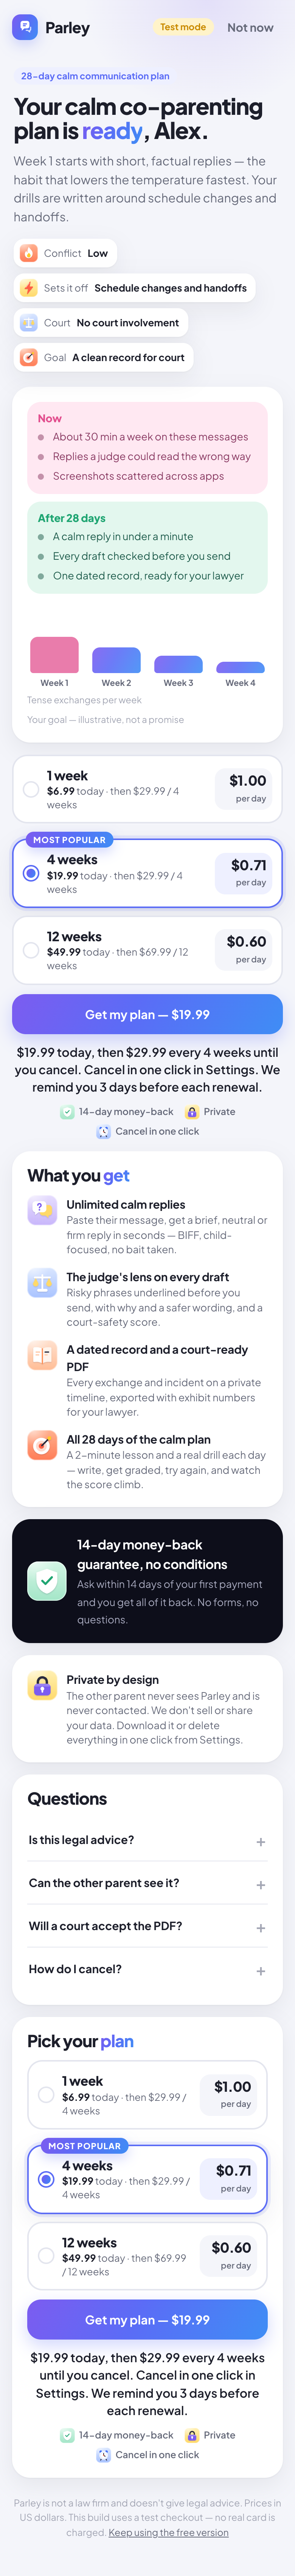 Parley
Test mode
Not now
28-day calm communication plan
Your calm co-parenting
plan is ready, Alex.
Week 1 starts with short, factual replies — the
habit that lowers the temperature fastest. Your
drills are written around schedule changes and
handoffs.
Conflict Low
Sets it off Schedule changes and handoffs
Court No court involvement
Goal A clean record for court
Now
About 30 min a week on these messages
Replies a judge could read the wrong way
Screenshots scattered across apps
After 28 days
A calm reply in under a minute
Every draft checked before you send
One dated record, ready for your lawyer
Week 1 Week 2 Week 3 Week 4
Tense exchanges per week
Your goal — illustrative, not a promise
1 week
$6.99 today · then $29.99 / 4
weeks
$1.00
per day
MOST POPULAR
4 weeks
$19.99 today · then $29.99 / 4
weeks
$0.71
per day
12 weeks
$49.99 today · then $69.99 / 12
weeks
$0.60
per day
Get my plan — $19.99
$19.99 today, then $29.99 every 4 weeks until
you cancel. Cancel in one click in Settings. We
remind you 3 days before each renewal.
14-day money-back Private
Cancel in one click
What you get
Unlimited calm replies
Paste their message, get a brief, neutral or
firm reply in seconds — BIFF, child-
focused, no bait taken.
The judge's lens on every draft
Risky phrases underlined before you
send, with why and a safer wording, and a
court-safety score.
A dated record and a court-ready
PDF
Every exchange and incident on a private
timeline, exported with exhibit numbers
for your lawyer.
All 28 days of the calm plan
A 2-minute lesson and a real drill each day
— write, get graded, try again, and watch
the score climb.
14-day money-back
guarantee, no conditions
Ask within 14 days of your first payment
and you get all of it back. No forms, no
questions.
Private by design
The other parent never sees Parley and is
never contacted. We don't sell or share
your data. Download it or delete
everything in one click from Settings.
Questions
Is this legal advice? +
Can the other parent see it? +
Will a court accept the PDF? +
How do I cancel? +
Pick your plan
1 week
$6.99 today · then $29.99 /
4 weeks
$1.00
per day
MOST POPULAR
4 weeks
$19.99 today · then $29.99 /
4 weeks
$0.71
per day
12 weeks
$49.99 today · then $69.99
/ 12 weeks
$0.60
per day
Get my plan — $19.99
$19.99 today, then $29.99 every 4 weeks
until you cancel. Cancel in one click in
Settings. We remind you 3 days before
each renewal.
14-day money-back Private
Cancel in one click
Parley is not a law firm and doesn't give legal advice. Prices in
US dollars. This build uses a test checkout — no real card is
charged. Keep using the free version